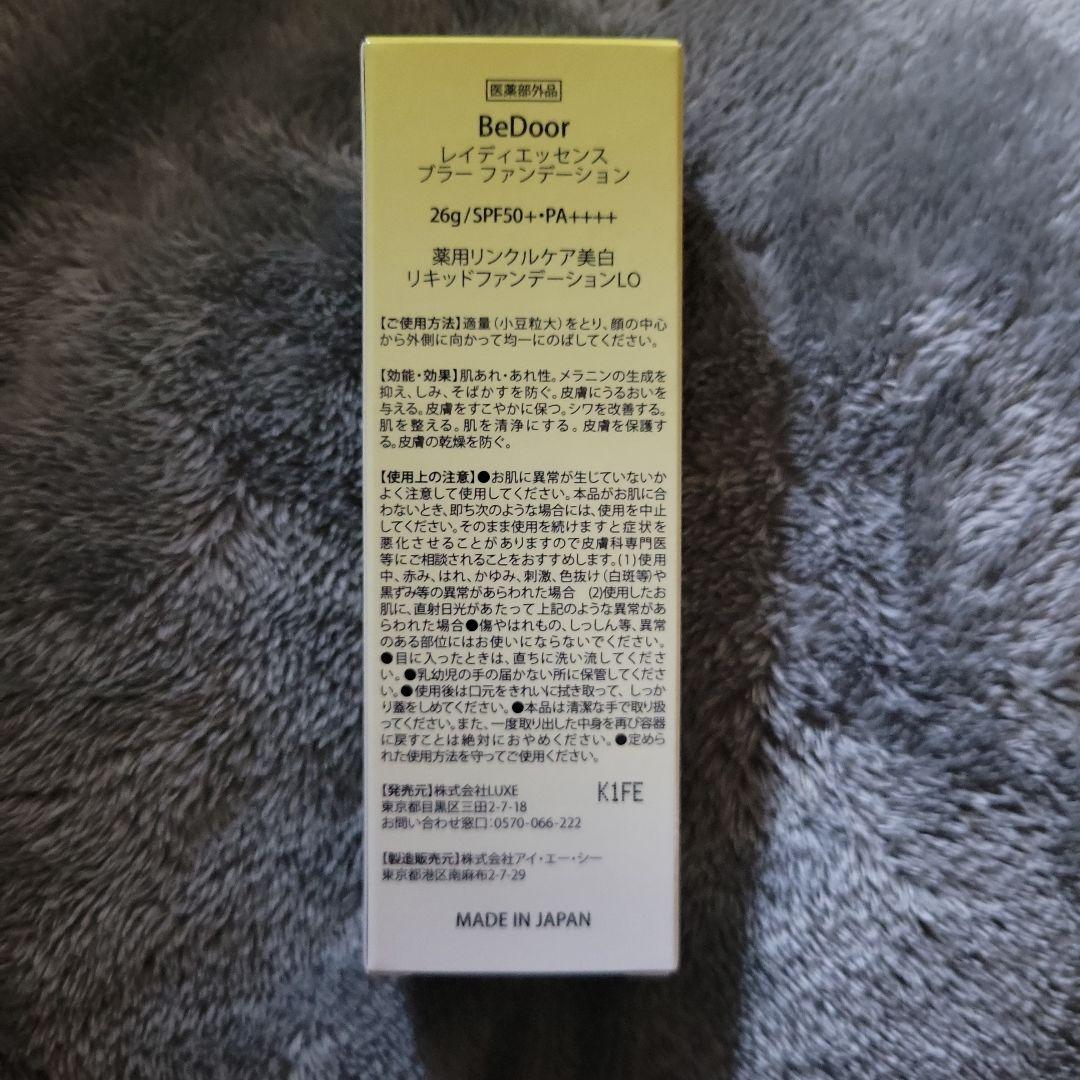 医薬部外品
BeDoor
レイディエッセンス
ブラー ファンデーション
26g/SPF50+・PA++++
薬用リンクルケア美白
リキッドファンデーションLO
【ご使用方法】適量（小豆粒大）をとり、顔の中心
から外側に向かって均一にのばしてください。
【効能・効果】肌あれ・あれ性。メラニンの生成を
抑え、しみ、そばかすを防ぐ。皮膚にうるおいを
与える。皮膚をすこやかに保つ。シワを改善する。
肌を整える。肌を清浄にする。皮膚を保護す
る。皮膚の乾燥を防ぐ。
【使用上の注意】●お肌に異常が生じていないか
よく注意して使用してください。本品がお肌に合
わないとき、即ち次のような場合には、使用を中止
してください。そのまま使用を続けますと症状を
悪化させることがありますので皮膚科専門医
等にご相談されることをおすすめします。(1)使用
中、赤み、はれ、かゆみ、刺激、色抜け（白斑等）や
黒ずみ等の異常があらわれた場合 (2)使用したお
肌に、直射日光があたって上記のような異常があ
らわれた場合●傷やはれもの、しっしん等、異常
のある部位にはお使いにならないでください。
●目に入ったときは、直ちに洗い流してくださ
い。●乳幼児の手の届かない所に保管してくださ
い。●使用後は口元をきれいに拭き取って、しっか
り蓋をしめてください。●本品は清潔な手で取り扱
ってください。また、一度取り出した中身を再び容器
に戻すことは絶対におやめください。●定めら
れた使用方法を守ってご使用ください。
【発売元】株式会社LUXE
K1FE
東京都目黒区三田2-7-18
お問い合わせ窓口：0570-066-222
【製造販売元】株式会社アイ・エー・シー
東京都港区南麻布2-7-29
MADE IN JAPAN